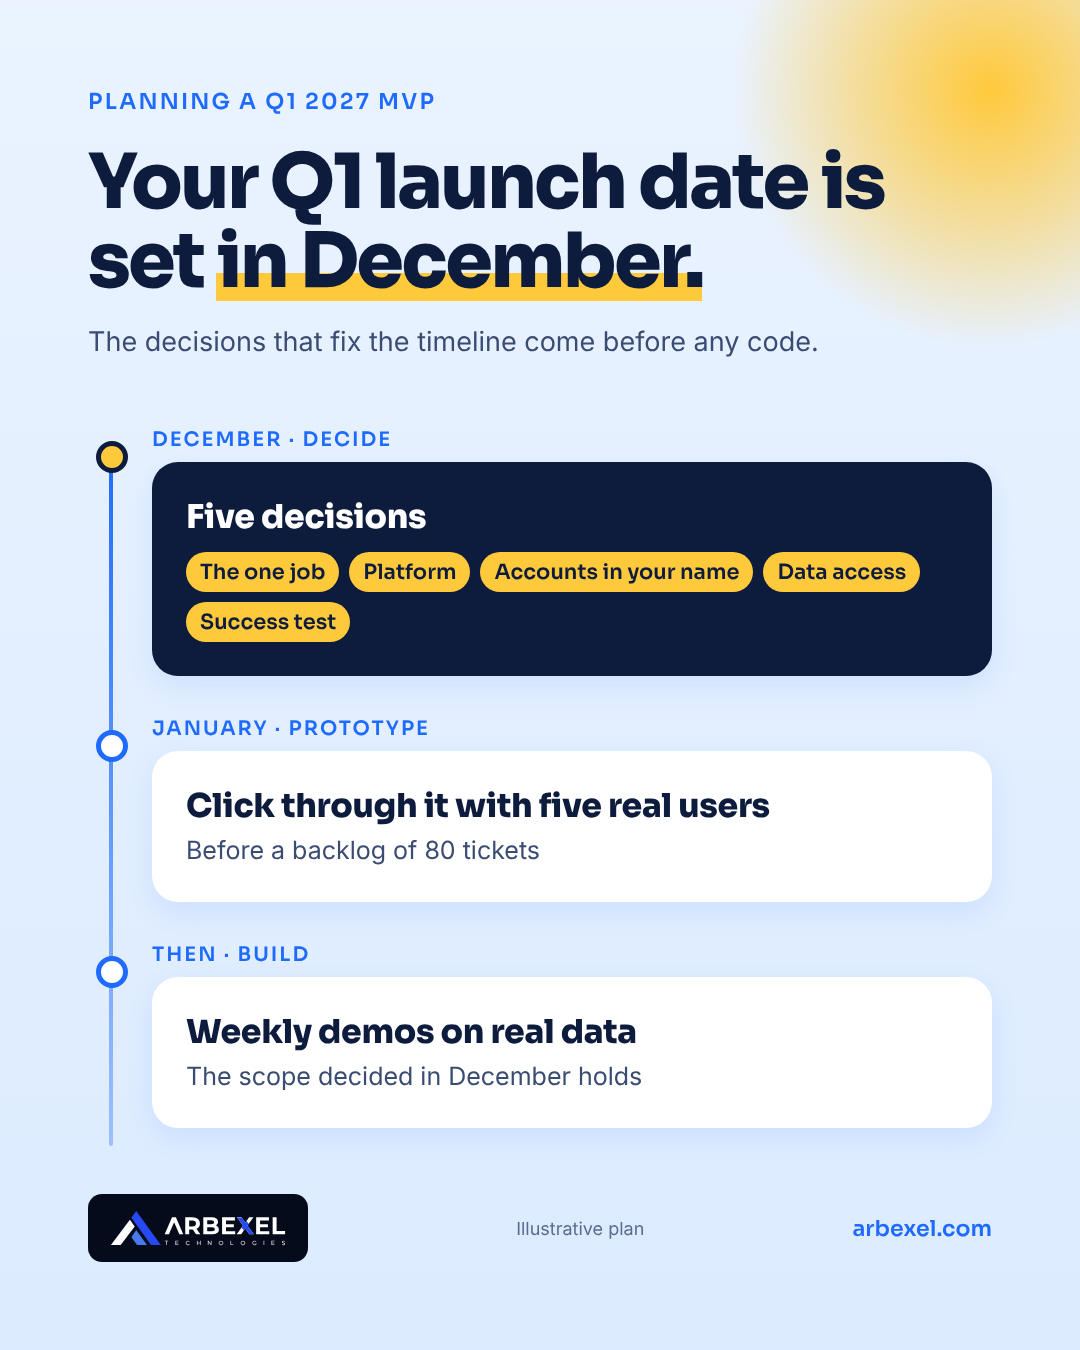 PLANNING A Q1 2027 MVP
Your Q1 launch date is
set in December.
The decisions that fix the timeline come before any code.
DECEMBER · DECIDE
Five decisions
The one job
Platform
Accounts in your name
Data access
Success test
JANUARY · PROTOTYPE
Click through it with five real users
Before a backlog of 80 tickets
THEN · BUILD
Weekly demos on real data
The scope decided in December holds
ARBEXEL
TECHNOLOGIES
Illustrative plan
arbexel.com